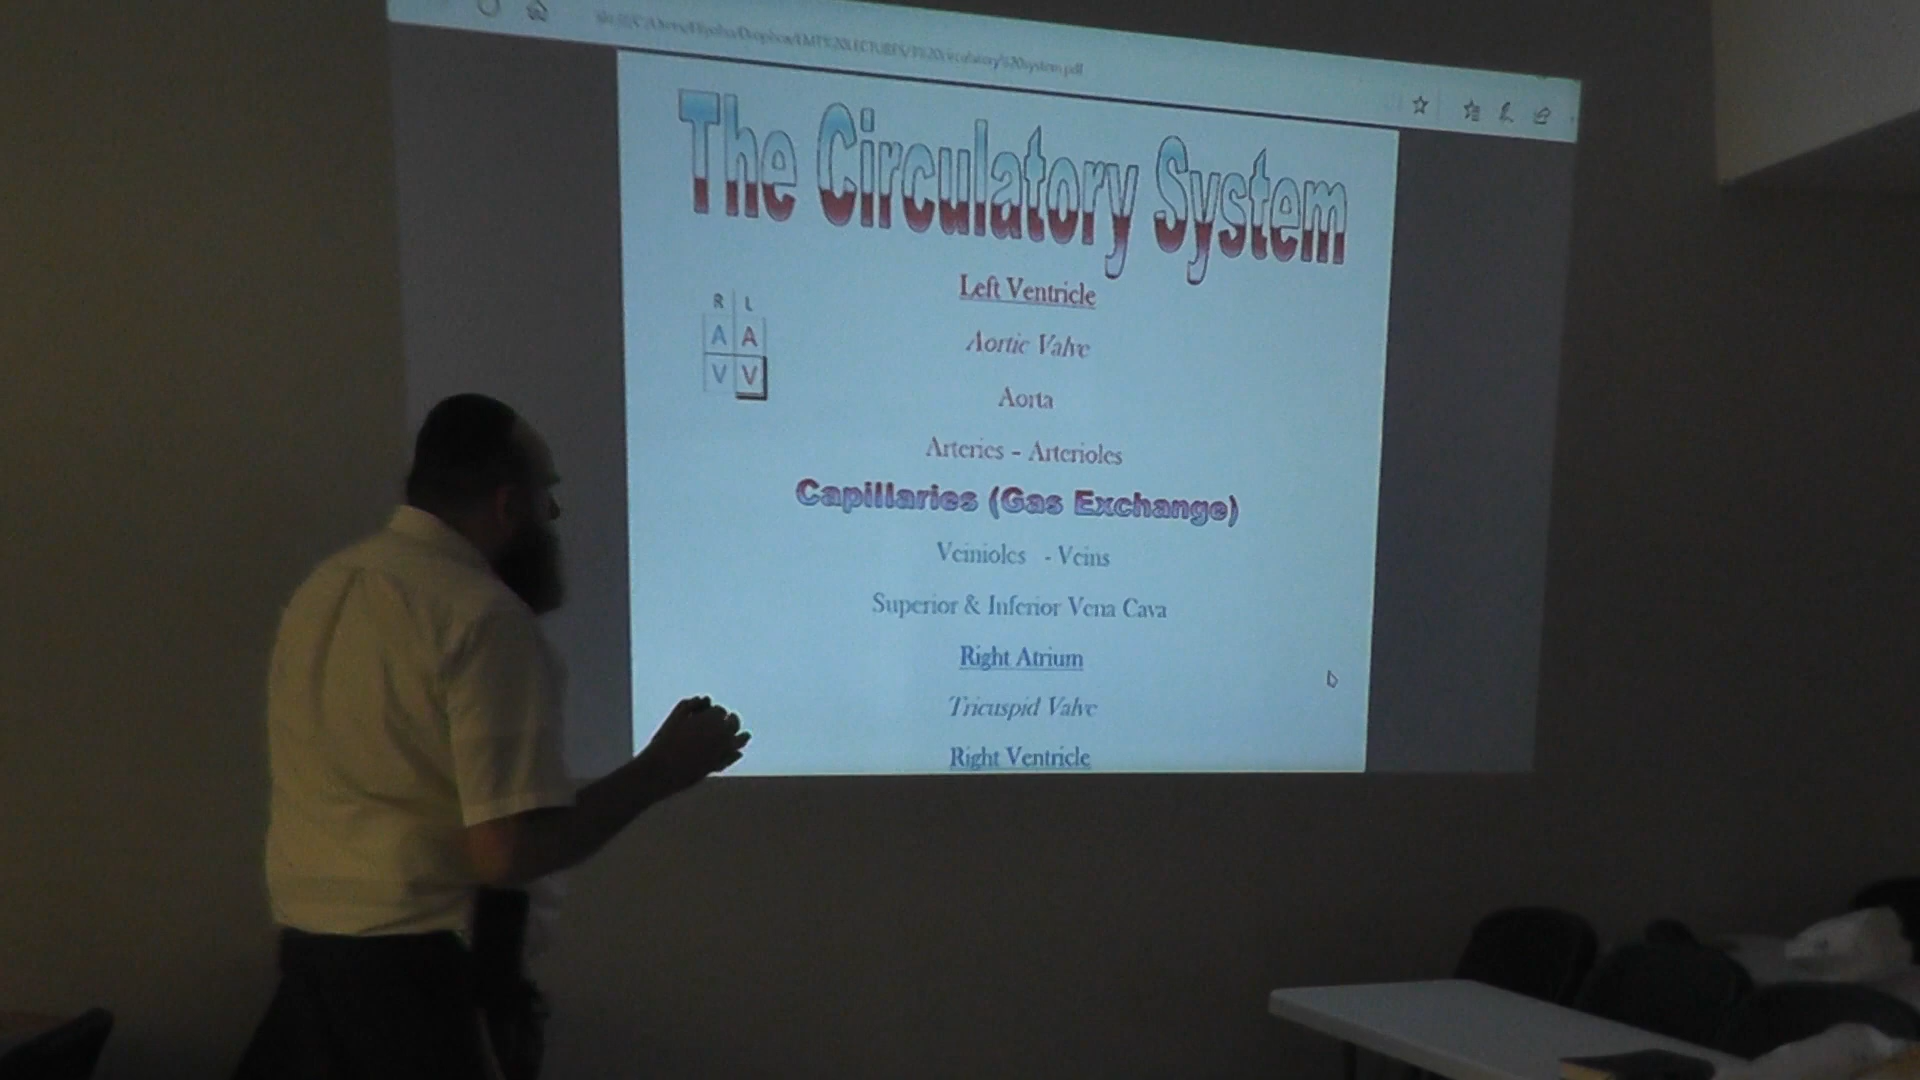 The Circulatory System
R L
A A
V V
Left Ventricle
Aortic Valve
Aorta
Arteries - Arterioles
Capillaries (Gas Exchange)
Veinioles - Veins
Superior & Inferior Vena Cava
Right Atrium
Tricuspid Valve
Right Ventricle